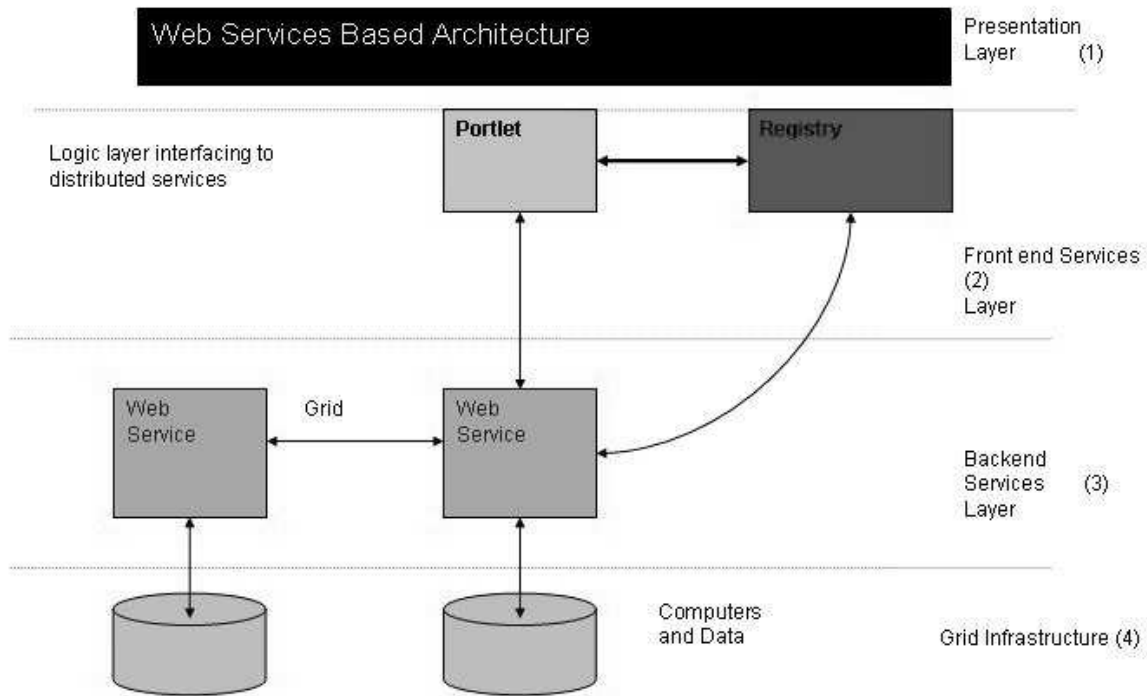 Web Services Based Architecture
Presentation
Layer (1)
Portlet
Registry
Logic layer interfacing to
distributed services
Front end Services
(2)
Layer
Web
Service
Grid
Web
Service
Backend
Services (3)
Layer
Computers
and Data
Grid Infrastructure (4)